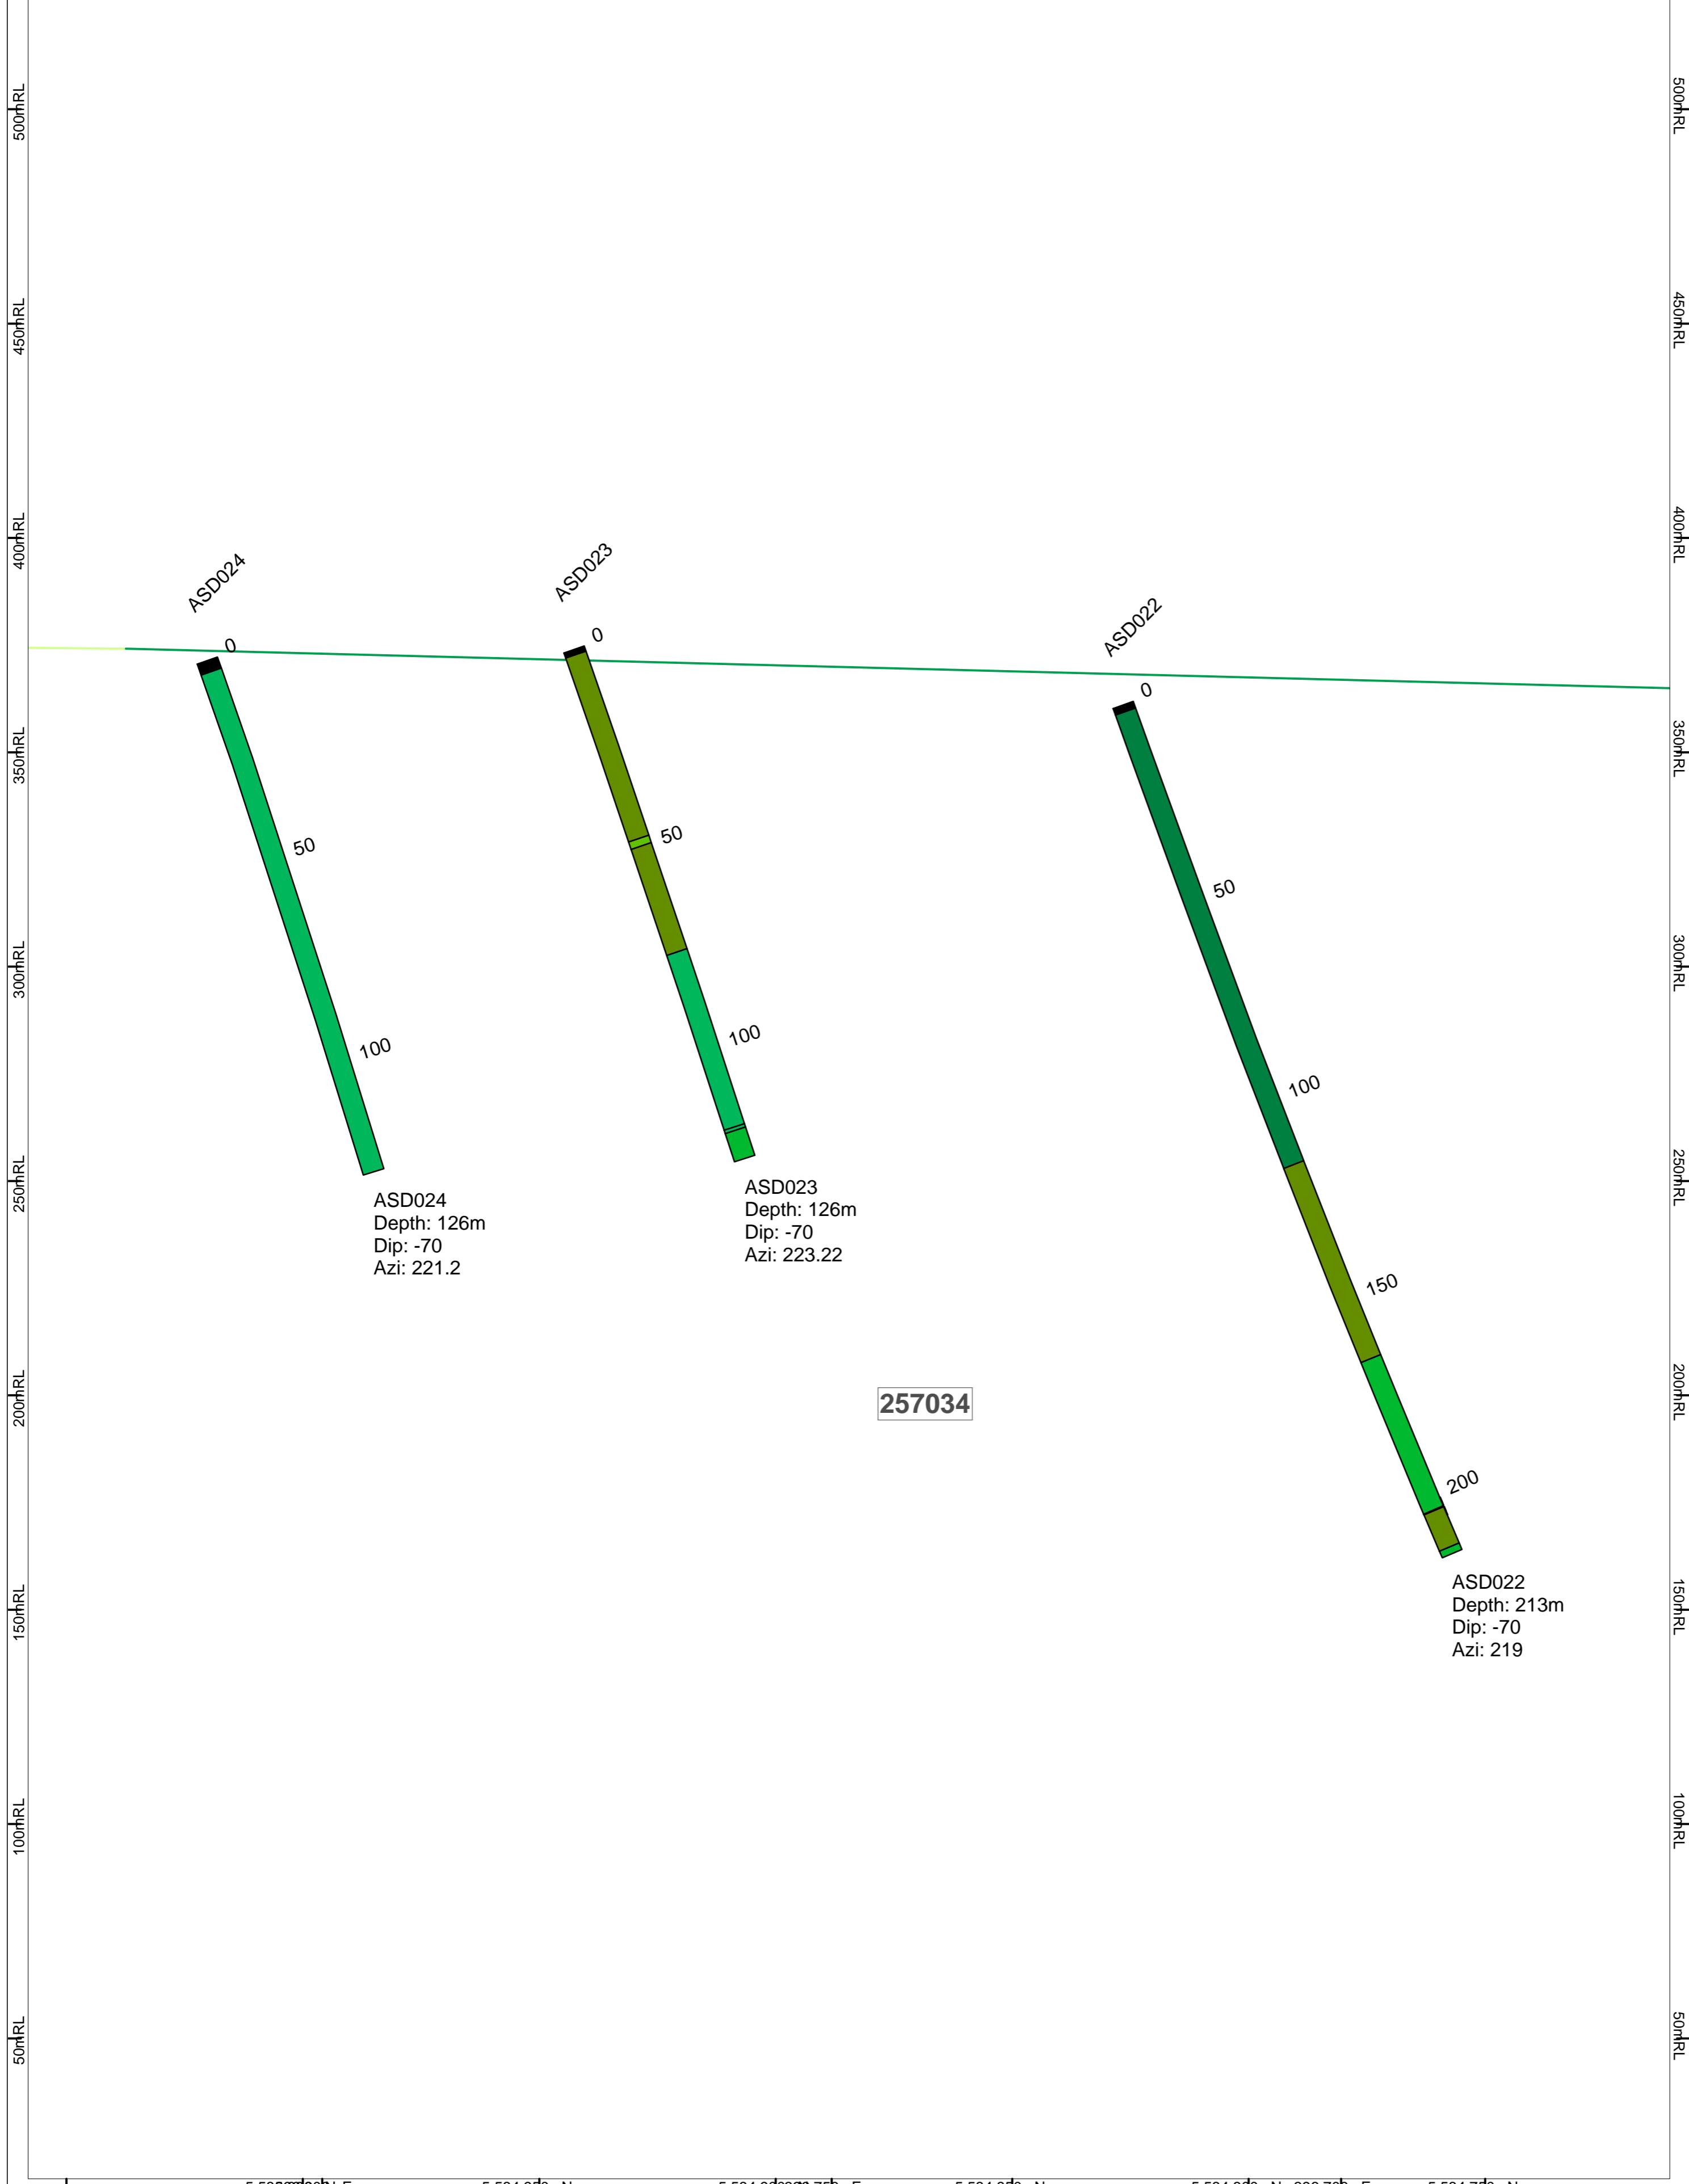 500mRL
500mRL
450mRL
450mRL
400mRL
400mRL
350mRL
350mRL
300mRL
300mRL
250mRL
250mRL
200mRL
200mRL
150mRL
150mRL
100mRL
100mRL
50mRL
50mRL
ASD024
0
50
100
ASD024
Depth: 126m
Dip: -70
Azi: 221.2
ASD023
0
50
100
ASD023
Depth: 126m
Dip: -70
Azi: 223.22
ASD022
0
50
100
150
200
ASD022
Depth: 213m
Dip: -70
Azi: 219
257034